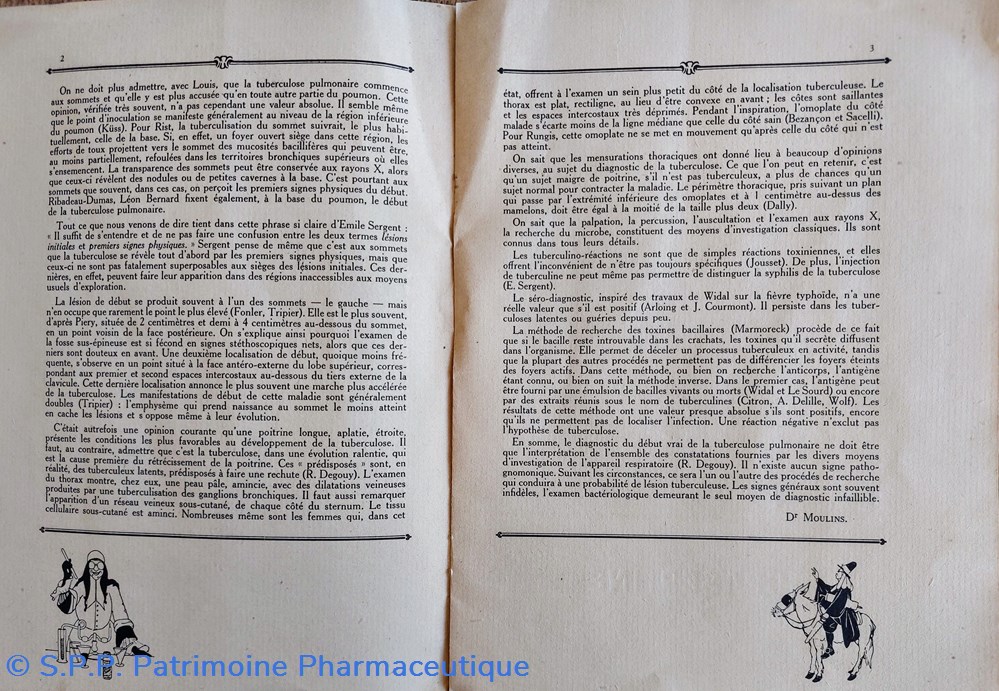 2
On ne doit plus admettre, avec Louis, que la tuberculose pulmonaire commence
aux sommets et qu'elle y est plus accusée qu'en toute autre partie du poumon. Cette
opinion, vérifiée très souvent, n'a pas cependant une valeur absolue. Il semble même
que le point d'inoculation se manifeste généralement au niveau de la région inférieure
du poumon (Küss). Pour Rist, la tuberculisation du sommet suivrait, le plus habi-
tuellement, celle de la base. Si, en effet, un foyer ouvert siège dans cette région, les
efforts de toux projettent vers le sommet des mucosités bacillifères qui peuvent être,
au moins partiellement, refoulées dans les territoires bronchiques supérieurs où elles
s'ensemencent. La transparence des sommets peut être conservée aux rayons X, alors
que ceux-ci révèlent des nodules ou de petites cavernes à la base. C'est pourtant aux
sommets que souvent, dans ces cas, on perçoit les premiers signes physiques du début.
Ribadeau-Dumas, Léon Bernard fixent également, à la base du poumon, le début
de la tuberculose pulmonaire.
Tout ce que nous venons de dire tient dans cette phrase si claire d'Emile Sergent :
« Il suffit de s'entendre et de ne pas faire une confusion entre les deux termes lésions
initiales et premiers signes physiques. » Sergent pense de même que c'est aux sommets
que la tuberculose se révèle tout d'abord par les premiers signes physiques, mais que
ceux-ci ne sont pas fatalement superposables aux sièges des lésions initiales. Ces der-
nières, en effet, peuvent faire leur apparition dans des régions inaccessibles aux moyens
usuels d'exploration.
La lésion de début se produit souvent à l'un des sommets — le gauche — mais
n'en occupe que rarement le point le plus élevé (Fonler, Tripier). Elle est le plus souvent,
d'après Piery, située de 2 centimètres et demi à 4 centimètres au-dessous du sommet,
en un point voisin de la face postérieure. On s'explique ainsi pourquoi l'examen de
la fosse sus-épineuse est si fécond en signes stéthoscopiques nets, alors que ces der-
niers sont douteux en avant. Une deuxième localisation de début, quoique moins fré-
quente, s'observe en un point situé à la face antéro-externe du lobe supérieur, corres-
pondant aux premier et second espaces intercostaux au-dessous du tiers externe de la
clavicule. Cette dernière localisation annonce le plus souvent une marche plus accélérée
de la tuberculose. Les manifestations de début de cette maladie sont généralement
doubles (Tripier) : l'emphysème qui prend naissance au sommet le moins atteint
en cache les lésions et s'oppose même à leur évolution.
C'était autrefois une opinion courante qu'une poitrine longue, aplatie, étroite,
présente les conditions les plus favorables au développement de la tuberculose. Il
faut, au contraire, admettre que c'est la tuberculose, dans une évolution ralentie, qui
est la cause première du rétrécissement de la poitrine. Ces « prédisposés » sont, en
réalité, des tuberculeux latents, prédisposés à faire une rechute (R. Degouy). L'examen
du thorax montre, chez eux, une peau pâle, amincie, avec des dilatations veineuses
produites par une tuberculisation des ganglions bronchiques. Il faut aussi remarquer
l'apparition d'un réseau veineux sous-cutané, de chaque côté du sternum. Le tissu
cellulaire sous-cutané est aminci. Nombreuses même sont les femmes qui, dans cet
3
état, offrent à l'examen un sein plus petit du côté de la localisation tuberculeuse. Le
thorax est plat, rectiligne, au lieu d'être convexe en avant ; les côtes sont saillantes
et les espaces intercostaux très déprimés. Pendant l'inspiration, l'omoplate du côté
malade s'écarte moins de la ligne médiane que celle du côté sain (Bezançon et Sacelli).
Pour Rungis, cette omoplate ne se met en mouvement qu'après celle du côté qui n'est
pas atteint.
On sait que les mensurations thoraciques ont donné lieu à beaucoup d'opinions
diverses, au sujet du diagnostic de la tuberculose. Ce que l'on peut en retenir, c'est
qu'un sujet maigre de poitrine, s'il n'est pas tuberculeux, a plus de chances qu'un
sujet normal pour contracter la maladie. Le périmètre thoracique, pris suivant un plan
qui passe par l'extrémité inférieure des omoplates et à 1 centimètre au-dessus des
mamelons, doit être égal à la moitié de la taille plus deux (Dally).
On sait que la palpation, la percussion, l'auscultation et l'examen aux rayons X,
la recherche du microbe, constituent des moyens d'investigation classiques. Ils sont
connus dans tous leurs détails.
Les tuberculino-réactions ne sont que de simples réactions toxiniennes, et elles
offrent l'inconvénient de n'être pas toujours spécifiques (Jousset). De plus, l'injection
de tuberculine ne peut même pas permettre de distinguer la syphilis de la tuberculose
(E. Sergent).
Le séro-diagnostic, inspiré des travaux de Widal sur la fièvre typhoïde, n'a une
réelle valeur que s'il est positif (Arloing et J. Courmont). Il persiste dans les tuber-
culoses latentes ou guéries depuis peu.
La méthode de recherche des toxines bacillaires (Marmoreck) procède de ce fait
que si le bacille reste introuvable dans les crachats, les toxines qu'il secrète diffusent
dans l'organisme. Elle permet de déceler un processus tuberculeux en activité, tandis
que la plupart des autres procédés ne permettent pas de différencier les foyers éteints
des foyers actifs. Dans cette méthode, ou bien on recherche l'anticorps, l'antigène
étant connu, ou bien on suit la méthode inverse. Dans le premier cas, l'antigène peut
être fourni par une émulsion de bacilles vivants ou morts (Widal et Le Sourd) ou encore
par des extraits réunis sous le nom de tuberculines (Citron, A. Delille, Wolf). Les
résultats de cette méthode ont une valeur presque absolue s'ils sont positifs, encore
qu'ils ne permettent pas de localiser l'infection. Une réaction négative n'exclut pas
l'hypothèse de tuberculose.
En somme, le diagnostic du début vrai de la tuberculose pulmonaire ne doit être
que l'interprétation de l'ensemble des constatations fournies par les divers moyens
d'investigation de l'appareil respiratoire (R. Degouy). Il n'existe aucun signe patho-
gnomonique. Suivant les circonstances, ce sera l'un ou l'autre des procédés de recherche
qui conduira à une probabilité de lésion tuberculeuse. Les signes généraux sont souvent
infidèles, l'examen bactériologique demeurant le seul moyen de diagnostic infaillible.
Dr MOULINS.
© S.P.P. Patrimoine Pharmaceutique